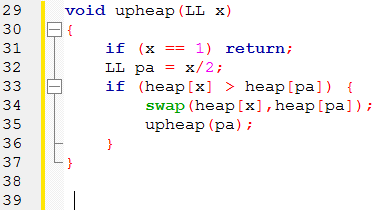 29 void upheap(LL x)
30 {
31     if (x == 1) return;
32     LL pa = x/2;
33     if (heap[x] > heap[pa]) {
34         swap(heap[x],heap[pa]);
35         upheap(pa);
36     }
37 }
38
39